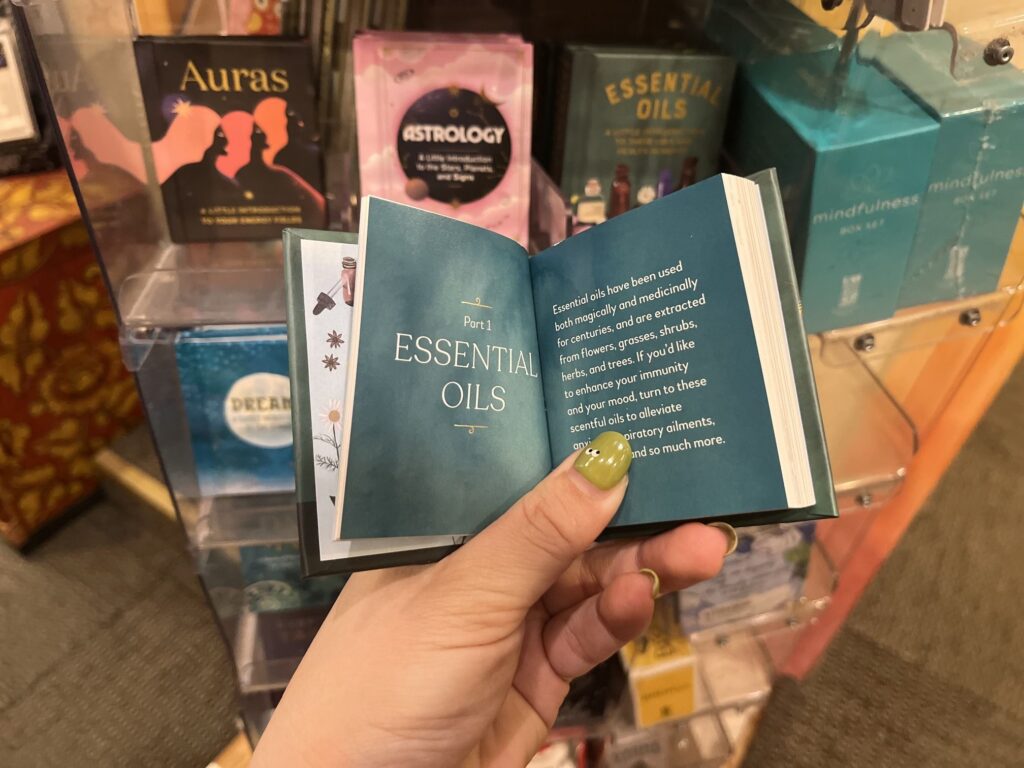 Auras
A LITTLE INTRODUCTION
TO YOUR ENERGY FIELDS
ASTROLOGY
A Little Introduction
to the Stars, Planets,
and Signs
ESSENTIAL
OILS
A LITTLE INTRODUCTION
mindfulness
BOX SET
mindfulness
BOX SET
Part 1
ESSENTIAL
OILS
Essential oils have been used
both magically and medicinally
for centuries, and are extracted
from flowers, grasses, shrubs,
herbs, and trees. If you'd like
to enhance your immunity
and your mood, turn to these
scentful oils to alleviate
ailments,
and so much more.
DREAM